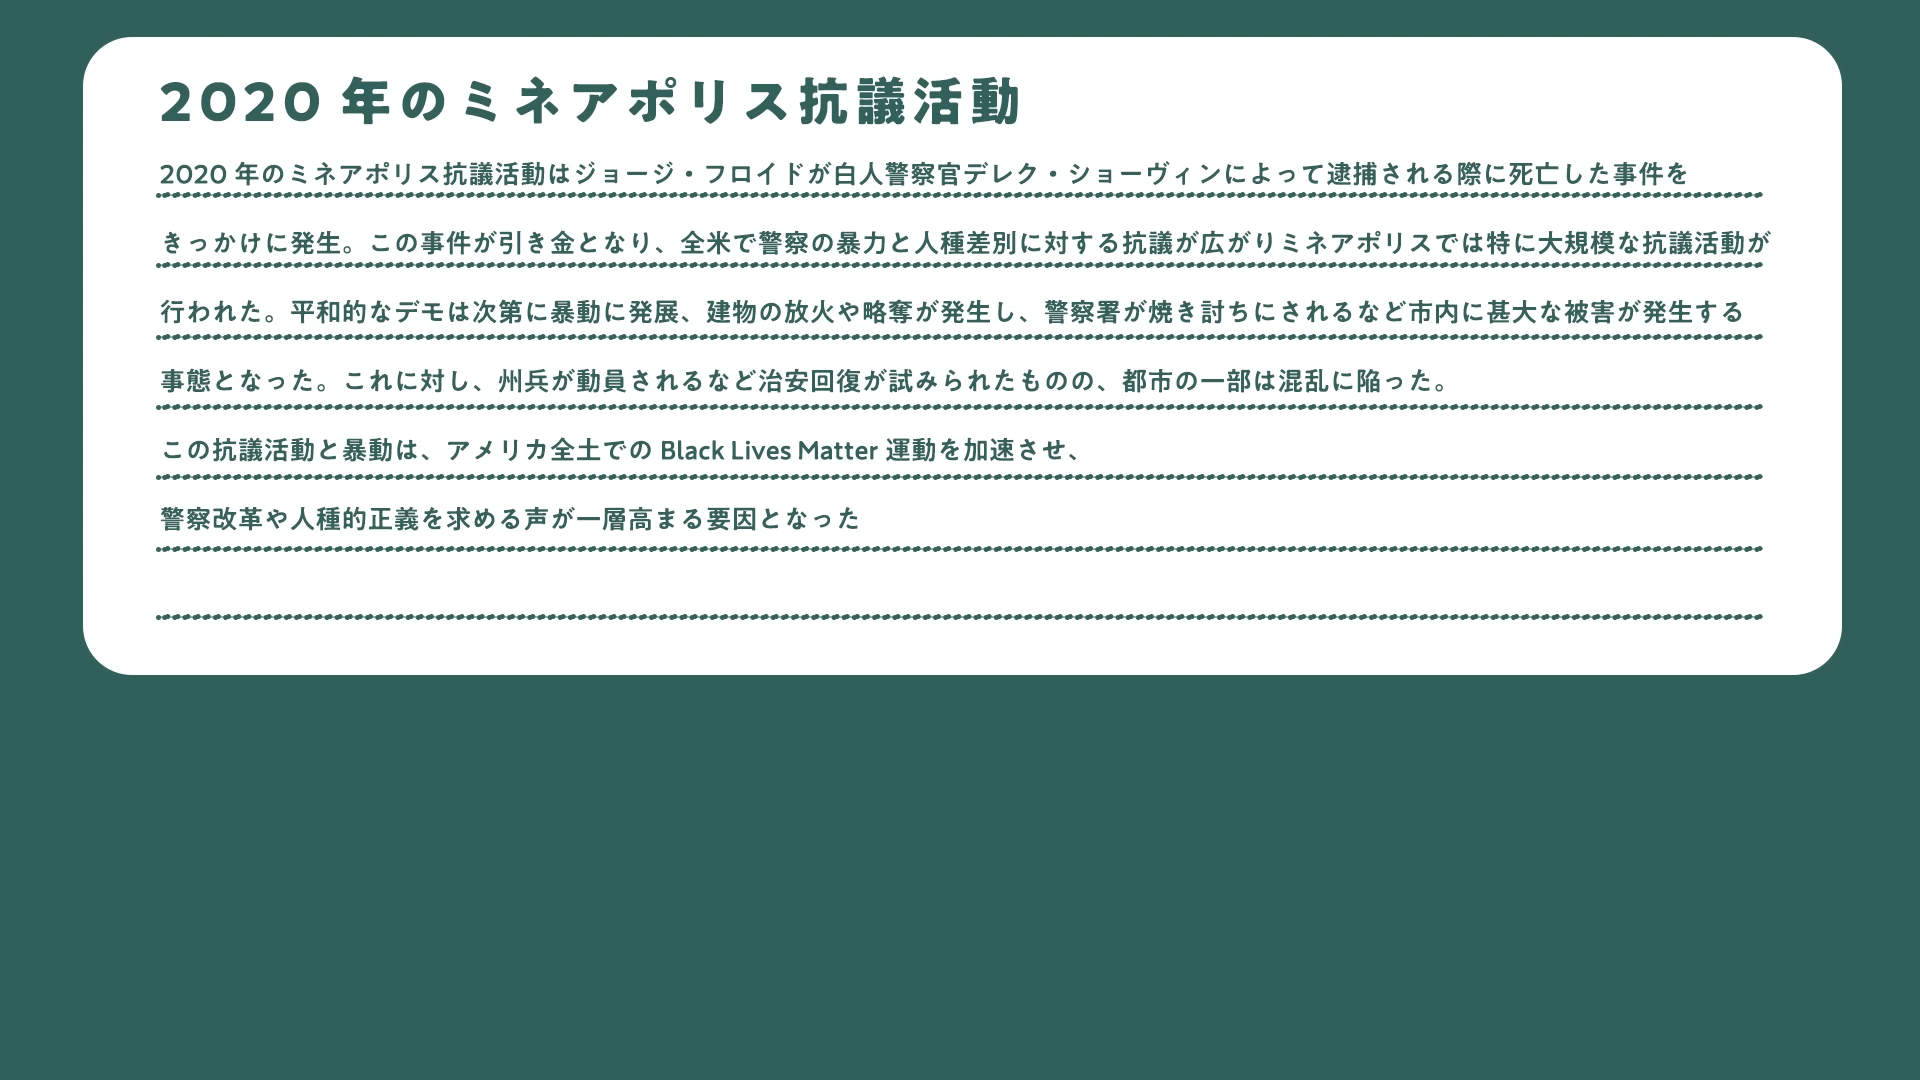 2020年のミネアポリス抗議活動
2020年のミネアポリス抗議活動はジョージ・フロイドが白人警察官デレク・ショーヴィンによって逮捕される際に死亡した事件を
きっかけに発生。この事件が引き金となり、全米で警察の暴力と人種差別に対する抗議が広がりミネアポリスでは特に大規模な抗議活動が
行われた。平和的なデモは次第に暴動に発展、建物の放火や略奪が発生し、警察署が焼き討ちにされるなど市内に甚大な被害が発生する
事態となった。これに対し、州兵が動員されるなど治安回復が試みられたものの、都市の一部は混乱に陥った。
この抗議活動と暴動は、アメリカ全土での Black Lives Matter 運動を加速させ、
警察改革や人種的正義を求める声が一層高まる要因となった